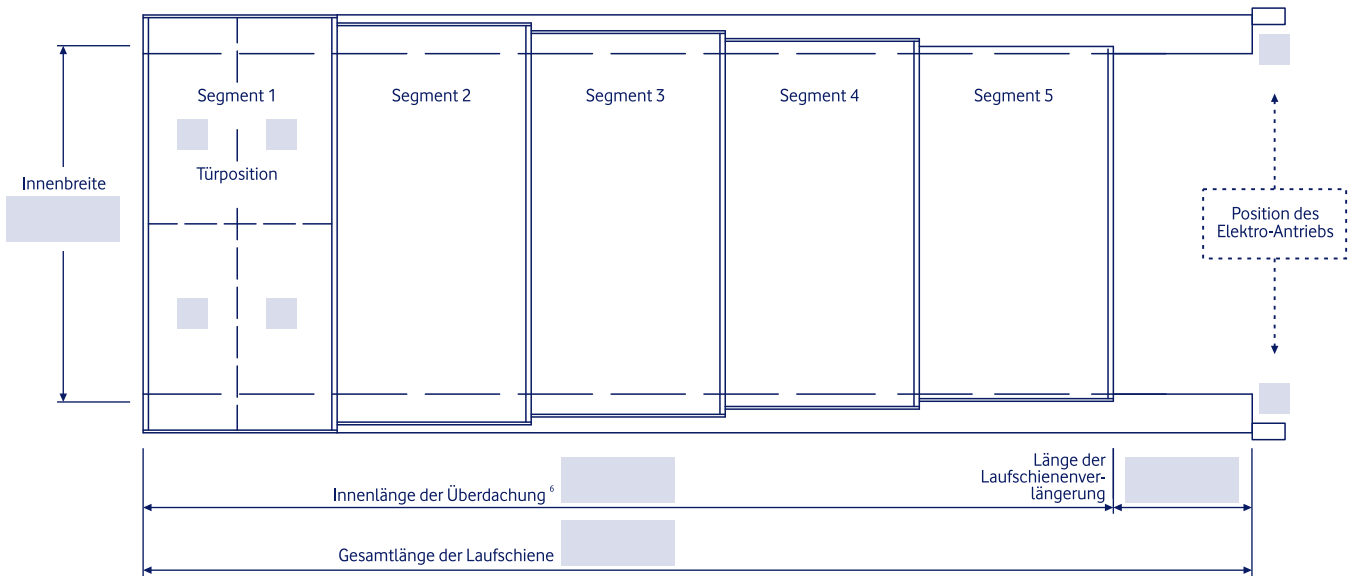 Segment 1
Segment 2
Segment 3
Segment 4
Segment 5
Türposition
Innenbreite
Position des
Elektro-Antriebs
Länge der
Laufschienenver-
längerung
Innenlänge der Überdachung 6
Gesamtlänge der Laufschiene